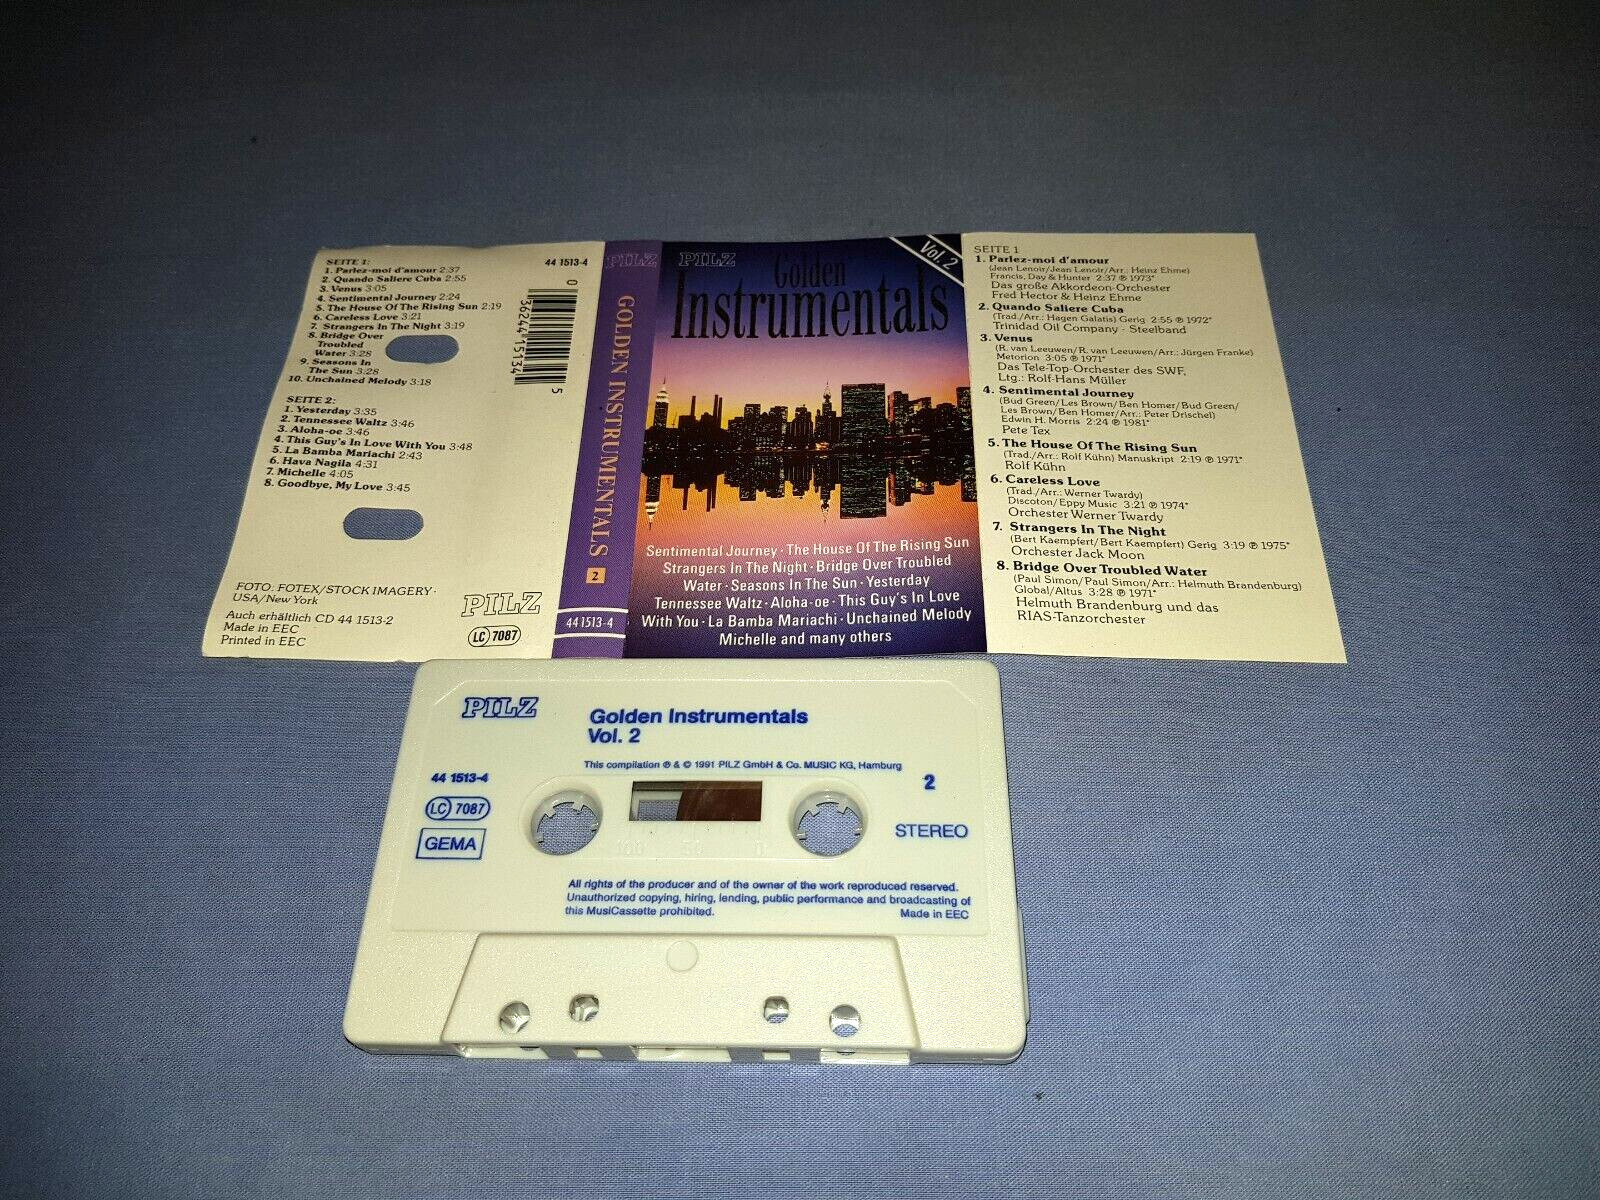 SEITE 1:
1. Parlez-moi d'amour 2:37
2. Quando Saliere Cuba 2:55
3. Venus 3:05
4. Sentimental Journey 2:24
5. The House Of The Rising Sun 2:19
6. Careless Love 3:21
7. Strangers In The Night 3:19
8. Bridge Over
Troubled
Water 3:28
9. Seasons In
The Sun 3:28
10. Unchained Melody 3:18
SEITE 2:
1. Yesterday 3:35
2. Tennessee Waltz 3:46
3. Aloha-oe 3:46
4. This Guy's In Love With You 3:48
5. La Bamba Mariachi 2:43
6. Hava Nagila 4:31
7. Michelle 4:05
8. Goodbye, My Love 3:45
44 1513-4
0 36244 15134 5
FOTO: FOTEX/STOCK IMAGERY ·
USA/New York
Auch erhältlich CD 44 1513-2
Made in EEC
Printed in EEC
PILZ
LC 7087
PILZ
GOLDEN INSTRUMENTALS 2
44 1513-4
PILZ
Vol. 2
Golden
Instrumentals
Sentimental Journey · The House Of The Rising Sun
Strangers In The Night · Bridge Over Troubled
Water · Seasons In The Sun · Yesterday
Tennessee Waltz · Aloha-oe · This Guy's In Love
With You · La Bamba Mariachi · Unchained Melody
Michelle and many others
SEITE 1
1. Parlez-moi d'amour
(Jean Lenoir/Jean Lenoir/Arr.: Heinz Ehme)
Francis, Day & Hunter 2:37 ℗ 1973*
Das große Akkordeon-Orchester
Fred Hector & Heinz Ehme
2. Quando Saliere Cuba
(Trad./Arr.: Hagen Galatis) Gerig 2:55 ℗ 1972*
Trinidad Oil Company - Steelband
3. Venus
(R. van Leeuwen/R. van Leeuwen/Arr.: Jürgen Franke)
Metorion 3:05 ℗ 1971*
Das Tele-Top-Orchester des SWF,
Ltg.: Rolf-Hans Müller
4. Sentimental Journey
(Bud Green/Les Brown/Ben Homer/Bud Green/
Les Brown/Ben Homer/Arr.: Peter Drischel)
Edwin H. Morris 2:24 ℗ 1981*
Pete Tex
5. The House Of The Rising Sun
(Trad./Arr.: Rolf Kühn) Manuskript 2:19 ℗ 1971*
Rolf Kühn
6. Careless Love
(Trad./Arr.: Werner Twardy)
Discoton/Eppy Music 3:21 ℗ 1974*
Orchester Werner Twardy
7. Strangers In The Night
(Bert Kaempfert/Bert Kaempfert) Gerig 3:19 ℗ 1975*
Orchester Jack Moon
8. Bridge Over Troubled Water
(Paul Simon/Paul Simon/Arr.: Helmuth Brandenburg)
Global/Altus 3:28 ℗ 1971*
Helmuth Brandenburg und das
RIAS-Tanzorchester
PILZ
Golden Instrumentals
Vol. 2
This compilation ℗ & © 1991 PILZ GmbH & Co. MUSIC KG, Hamburg
44 1513-4
2
LC 7087
GEMA
STEREO
100 50 0
All rights of the producer and of the owner of the work reproduced reserved.
Unauthorized copying, hiring, lending, public performance and broadcasting of
this MusiCassette prohibited. Made in EEC